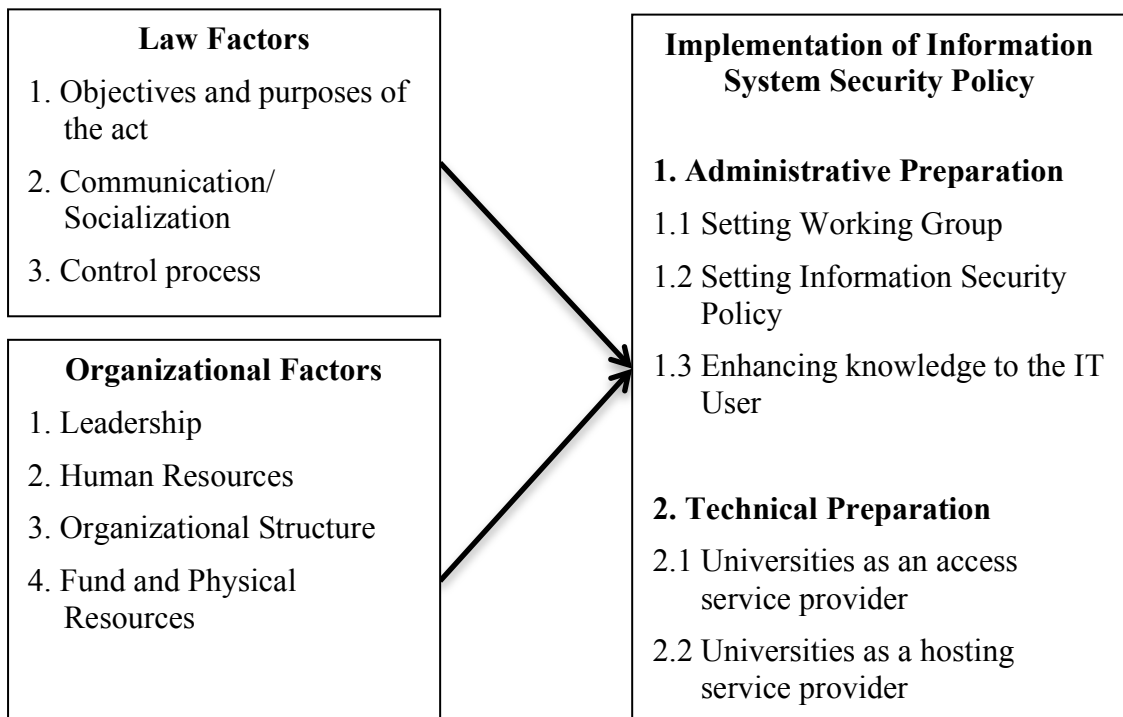 Law Factors
1. Objectives and purposes of
the act
2. Communication/
Socialization
3. Control process
Organizational Factors
1. Leadership
2. Human Resources
3. Organizational Structure
4. Fund and Physical
Resources
Implementation of Information
System Security Policy
1. Administrative Preparation
1.1 Setting Working Group
1.2 Setting Information Security
Policy
1.3 Enhancing knowledge to the IT
User
2. Technical Preparation
2.1 Universities as an access
service provider
2.2 Universities as a hosting
service provider